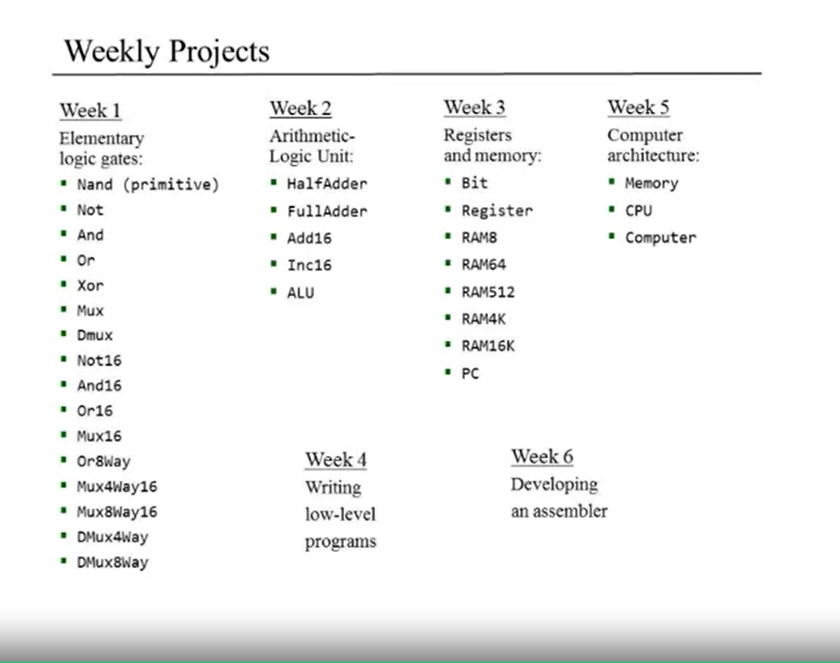 Weekly Projects
Week 1
Elementary
logic gates:
Nand (primitive)
Not
And
Or
Xor
Mux
Dmux
Not16
And16
Or16
Mux16
Or8Way
Mux4Way16
Mux8Way16
DMux4Way
DMux8Way
Week 2
Arithmetic-
Logic Unit:
HalfAdder
FullAdder
Add16
Inc16
ALU
Week 3
Registers
and memory:
Bit
Register
RAM8
RAM64
RAM512
RAM4K
RAM16K
PC
Week 5
Computer
architecture:
Memory
CPU
Computer
Week 4
Writing
low-level
programs
Week 6
Developing
an assembler